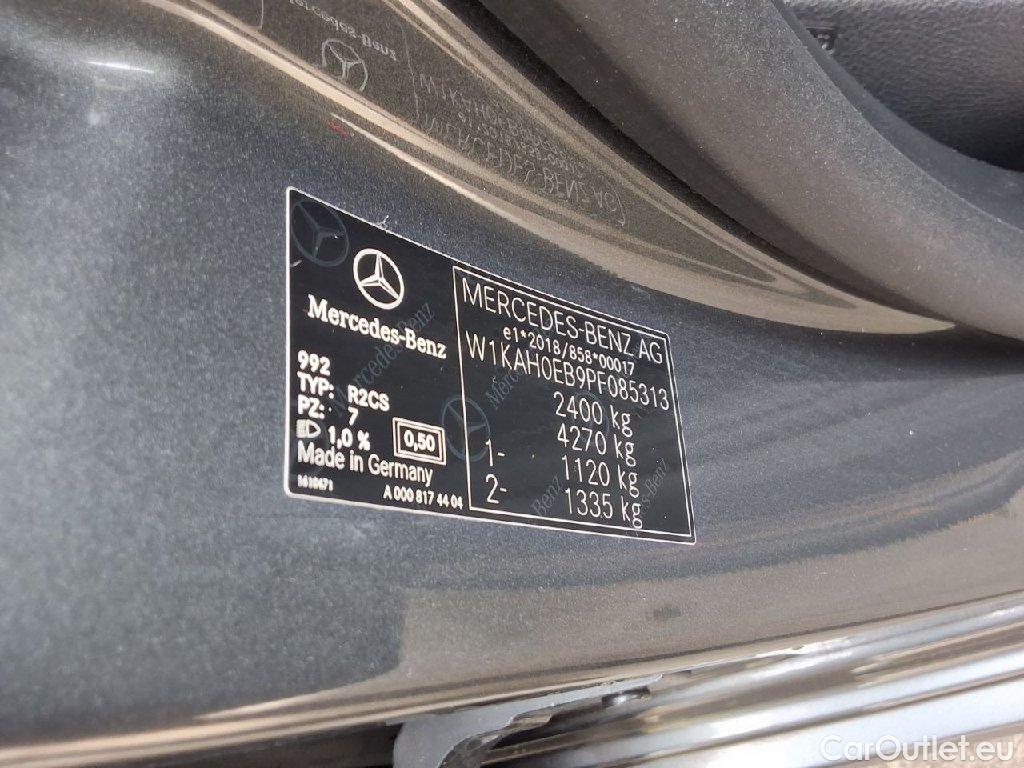 Mercedes-Benz
992
TYP: R2CS
PZ: 7
1,0 % 0,50
Made in Germany
A 000 817 44 04
MERCEDES-BENZ AG
e1*2018/858*00017
W1KAH0EB9PF085313
2400 kg
4270 kg
1- 1120 kg
2- 1335 kg
CarOutlet.eu